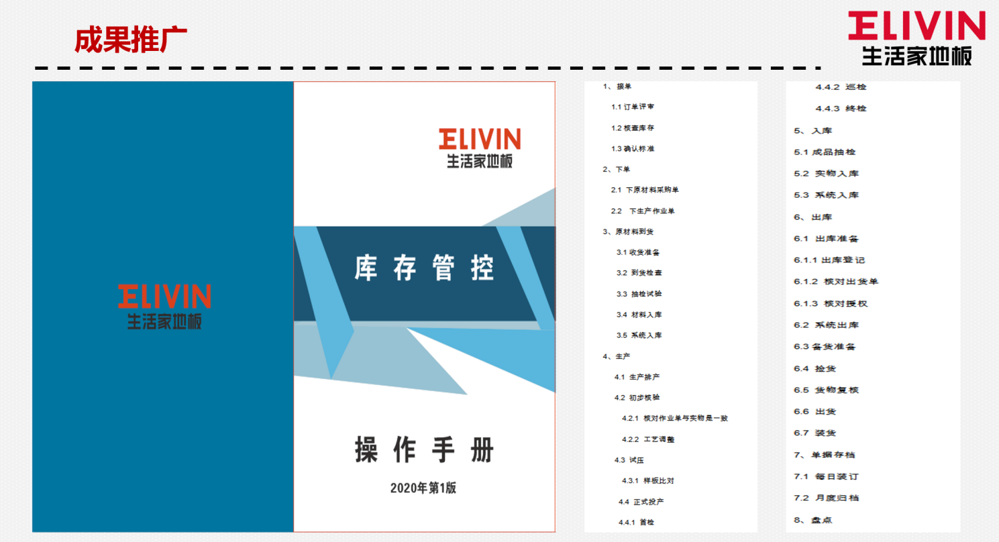 成果推广
ELIVIN
生活家地板
ELIVIN
生活家地板
ELIVIN
生活家地板
库存管控
操作手册
2020年第1版
1、接单
1.1订单评审
1.2 核查库存
1.3 确认标准
2、下单
2.1 下原材料采购单
2.2 下生产作业单
3、原材料到货
3.1 收货准备
3.2 到货检查
3.3 抽检试验
3.4 材料入库
3.5 系统入库
4、生产
4.1 生产排产
4.2 初步核验
4.2.1 核对作业单与实物是一致
4.2.2 工艺调整
4.3 试压
4.3.1 样板比对
4.4 正式投产
4.4.1 首检
4.4.2 巡检
4.4.3 终检
5、入库
5.1 成品抽检
5.2 实物入库
5.3 系统入库
6、出库
6.1 出库准备
6.1.1 出库登记
6.1.2 核对出货单
6.1.3 核对授权
6.2 系统出库
6.3 备货准备
6.4 捡货
6.5 货物复核
6.6 出货
6.7 装货
7、单据存档
7.1 每日装订
7.2 月度归档
8、盘点